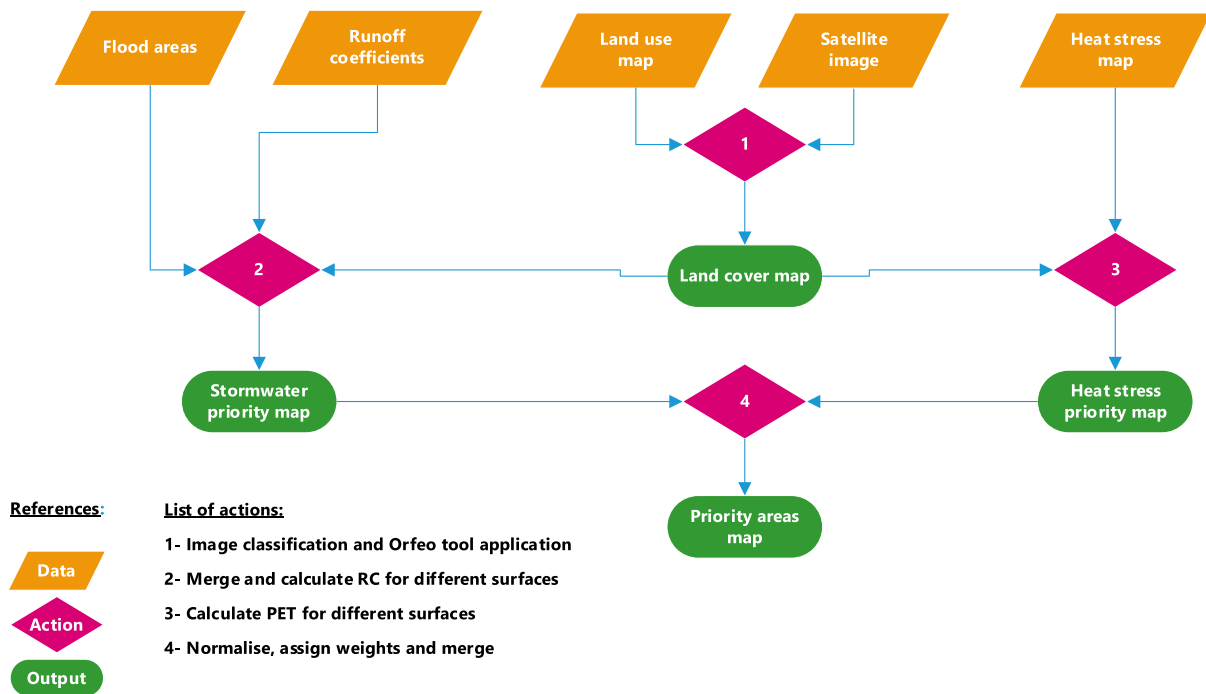 Flood areas
Runoff
coefficients
Land use
map
Satellite
image
Heat stress
map
1
2
Land cover map
3
Stormwater
priority map
4
Heat stress
priority map
Priority areas
map
References:
Data
Action
Output
List of actions:
1- Image classification and Orfeo tool application
2- Merge and calculate RC for different surfaces
3- Calculate PET for different surfaces
4- Normalise, assign weights and merge